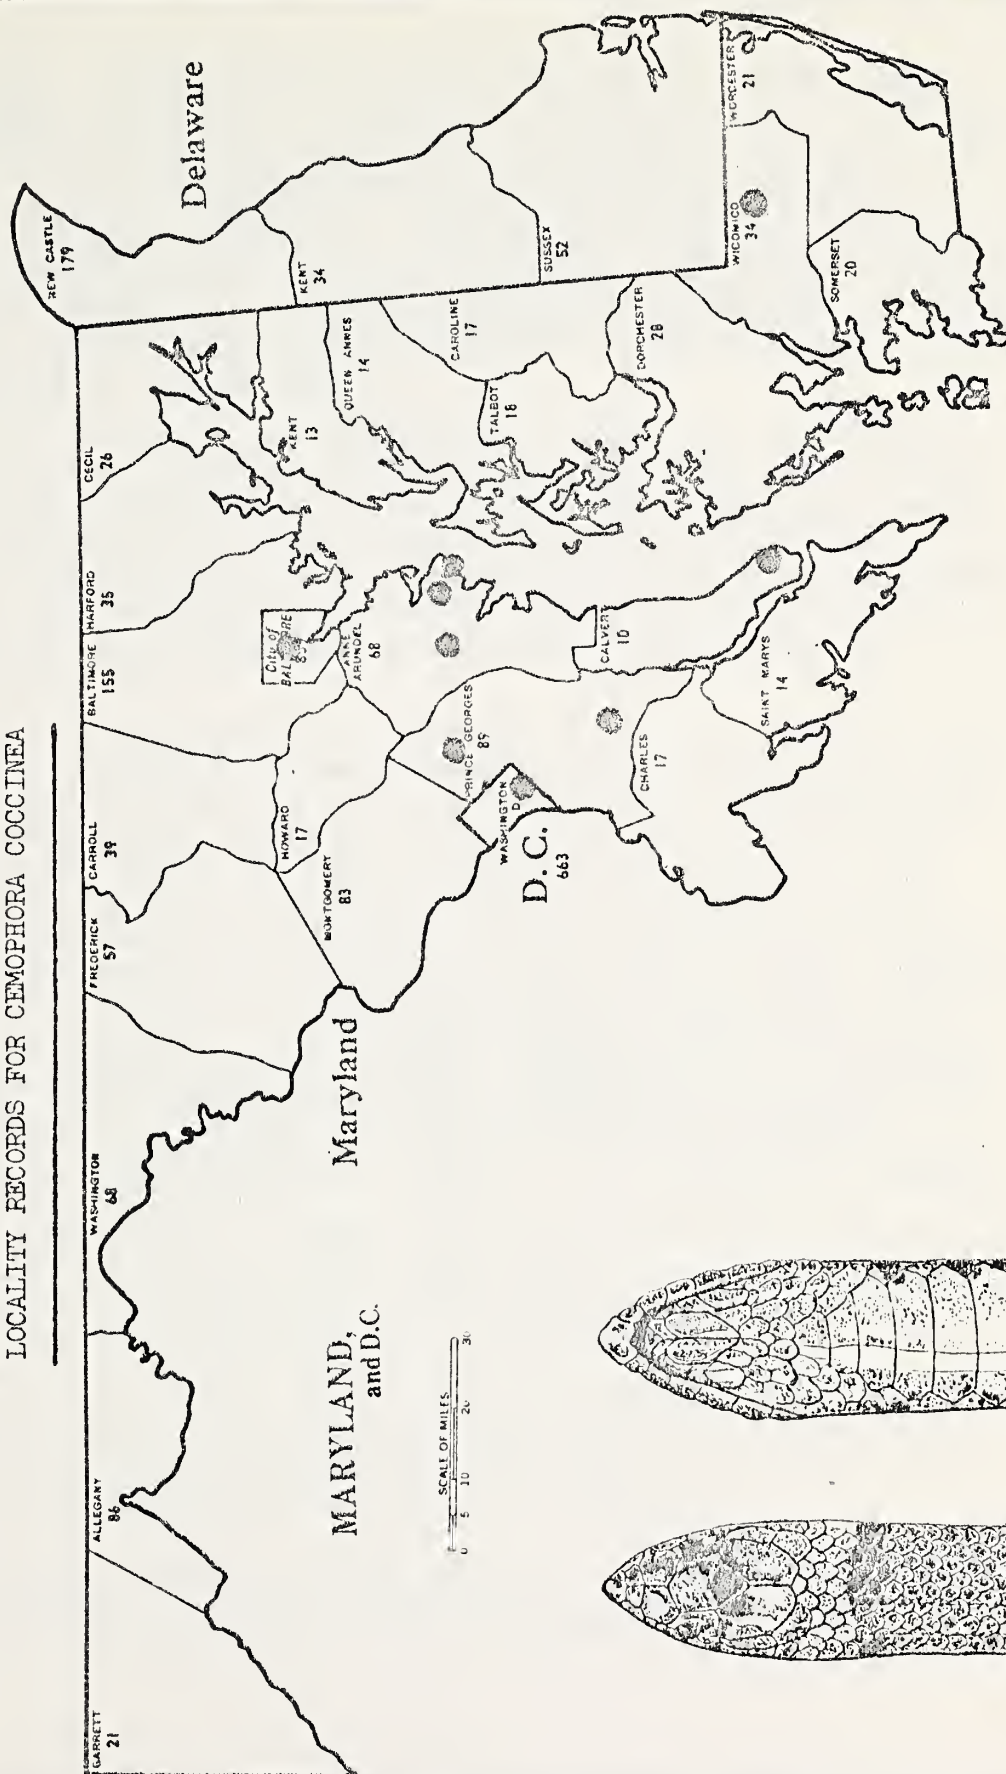 LOCALITY RECORDS FOR CEMOPHORA COCCINEA
GARRETT
21
ALLEGANY
86
WASHINGTON
68
FREDERICK
57
CARROLL
39
BALTIMORE
155
HARFORD
35
CECIL
26
NEW CASTLE
179
Delaware
KENT
34
SUSSEX
52
HOWARD
17
MONTGOMERY
83
City of
ANNE
ARUNDEL
68
KENT
13
QUEEN ANNES
14
CAROLINE
17
TALBOT
18
DORCHESTER
28
WICOMICO
34
WORCESTER
21
SOMERSET
20
PRINCE GEORGES
89
WASHINGTON
D.C.
663
CALVERT
10
CHARLES
17
SAINT MARYS
14
Maryland
MARYLAND,
and D.C.
SCALE OF MILES
0 5 10 20 30